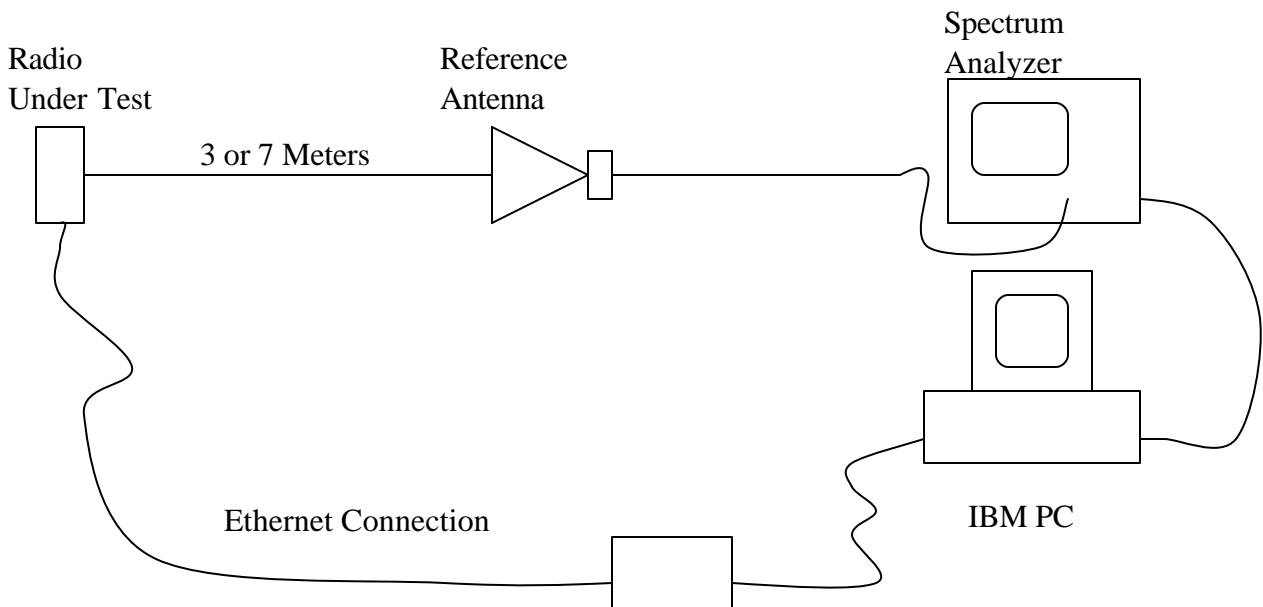 Radio
Under Test
Reference
Antenna
Spectrum
Analyzer
3 or 7 Meters
Ethernet Connection
IBM PC